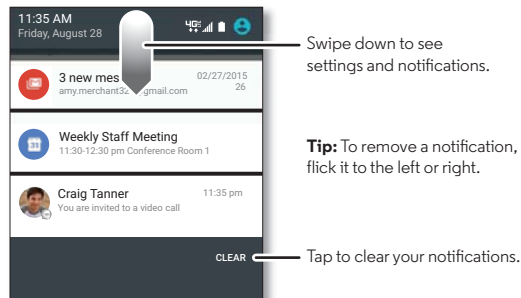 11:35 AM
Friday, August 28
4G
3 new mes
02/27/2015
amy.merchant32 gmail.com
26
31
Weekly Staff Meeting
11:30-12:30 pm Conference Room 1
Craig Tanner
11:35 pm
You are invited to a video call
CLEAR
Swipe down to see
settings and notifications.
Tip: To remove a notification,
flick it to the left or right.
Tap to clear your notifications.